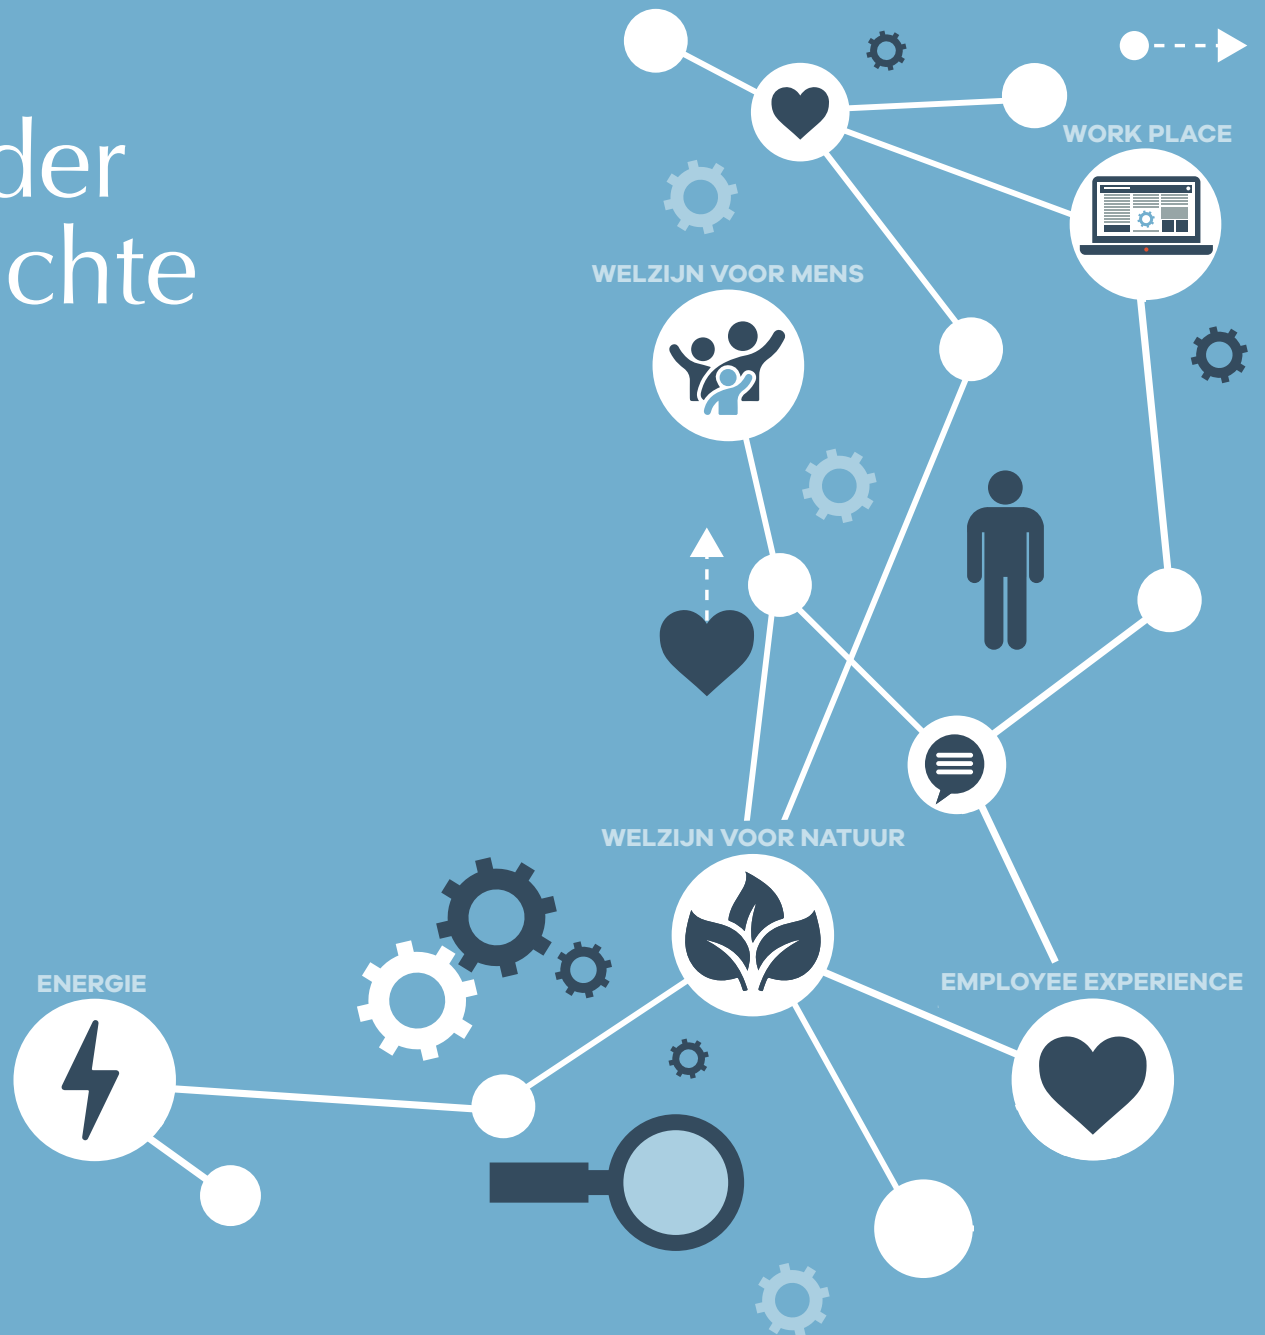 der
chte
WORK PLACE
WELZIJN VOOR MENS
WELZIJN VOOR NATUUR
ENERGIE
EMPLOYEE EXPERIENCE